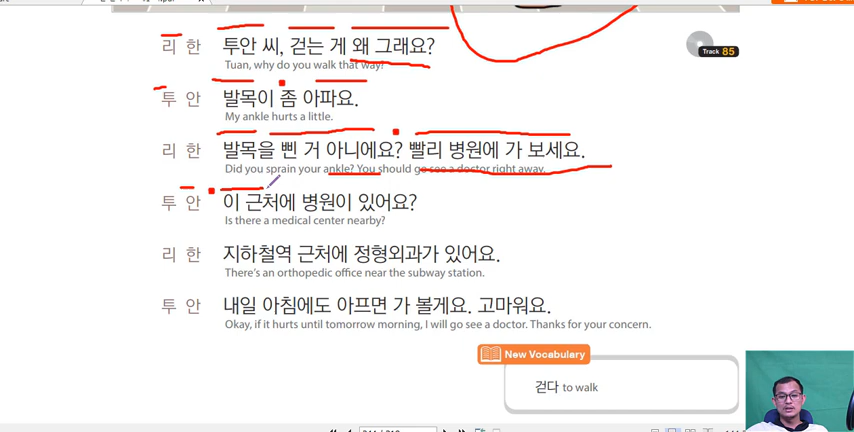 리 한 투안 씨, 걷는 게 왜 그래요?
Tuan, why do you walk that way?
Track 85
투 안 발목이 좀 아파요.
My ankle hurts a little.
리 한 발목을 삔 거 아니에요? 빨리 병원에 가 보세요.
Did you sprain your ankle? You should go see a doctor right away.
투 안 이 근처에 병원이 있어요?
Is there a medical center nearby?
리 한 지하철역 근처에 정형외과가 있어요.
There's an orthopedic office near the subway station.
투 안 내일 아침에도 아프면 가 볼게요. 고마워요.
Okay, if it hurts until tomorrow morning, I will go see a doctor. Thanks for your concern.
New Vocabulary
걷다 to walk